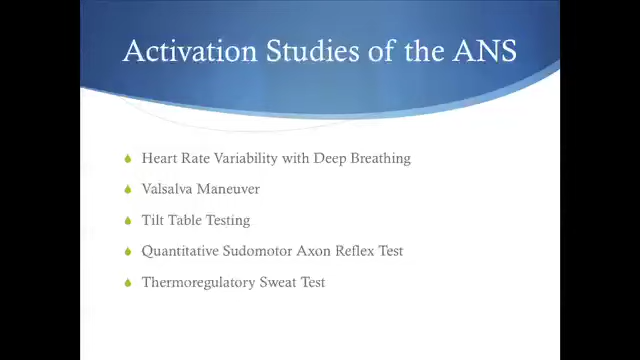 Activation Studies of the ANS
Heart Rate Variability with Deep Breathing
Valsalva Maneuver
Tilt Table Testing
Quantitative Sudomotor Axon Reflex Test
Thermoregulatory Sweat Test